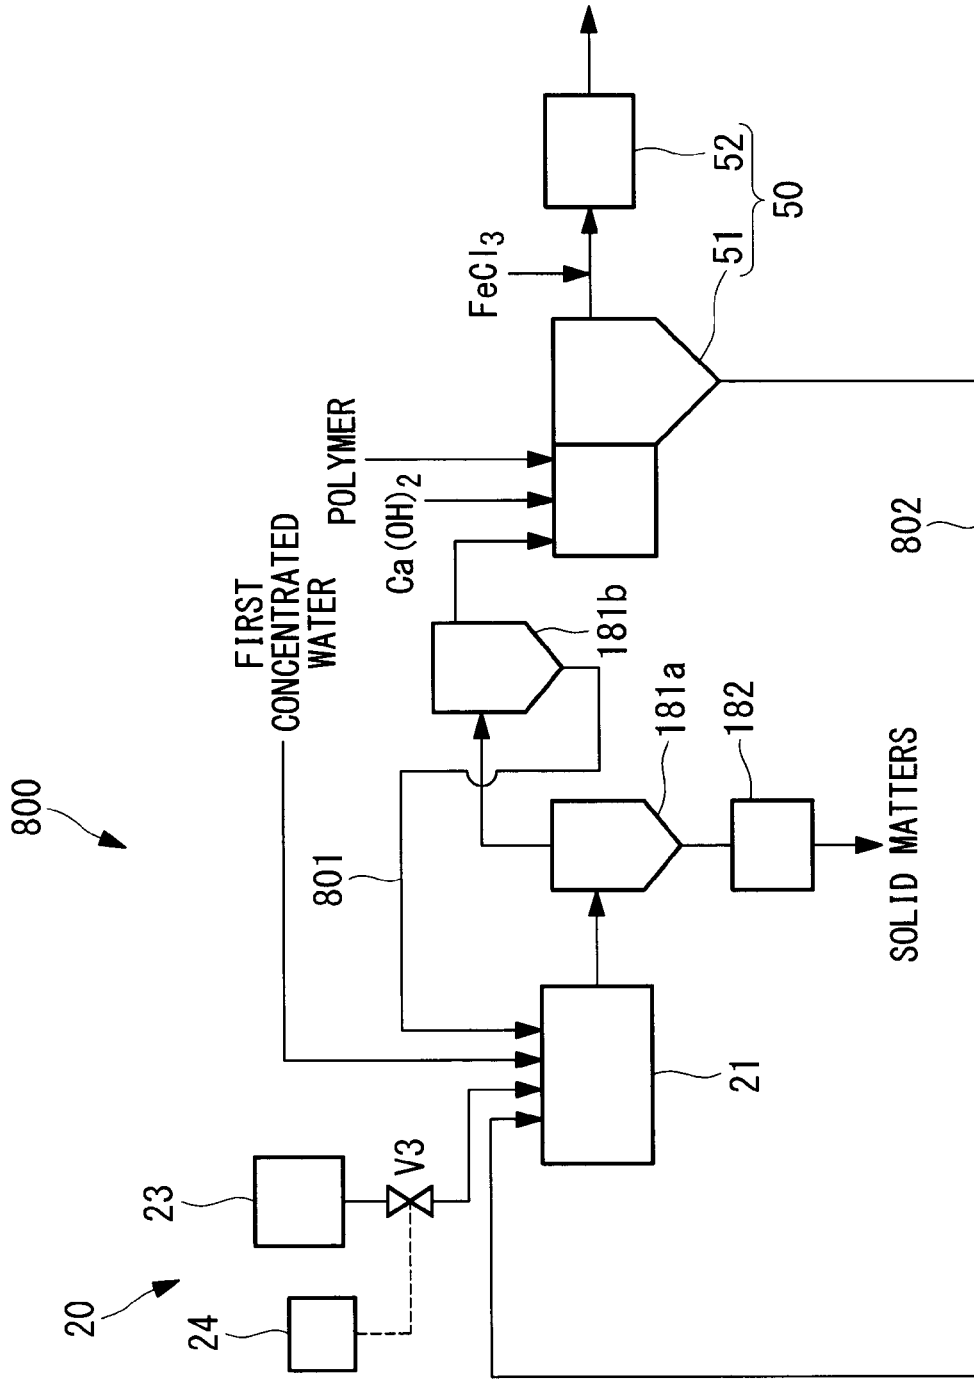 800
20
23
24
V3
FIRST
CONCENTRATED
WATER
801
POLYMER
Ca(OH)2
FeCl3
181b
181a
182
21
SOLID MATTERS
51
52
50
802